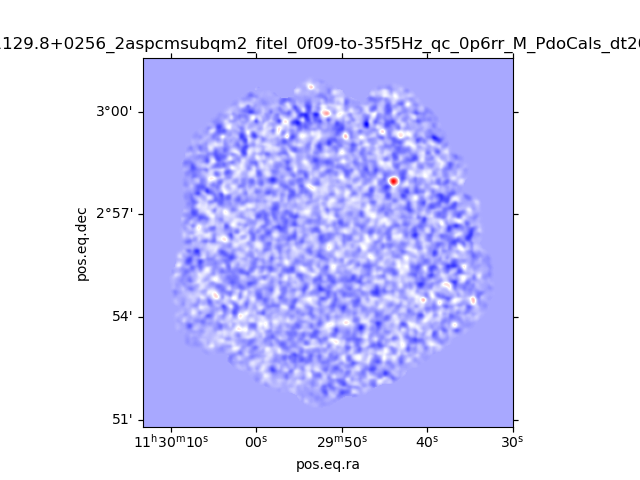 1129.8+0256_2aspcmsubqm2_fitel_0f09-to-35f5Hz_qc_0p6rr_M_PdoCals_dt20
3°00'
2°57'
54'
51'
pos.eq.dec
11ʰ30ᵐ10ˢ 00ˢ 29ᵐ50ˢ 40ˢ 30ˢ
pos.eq.ra